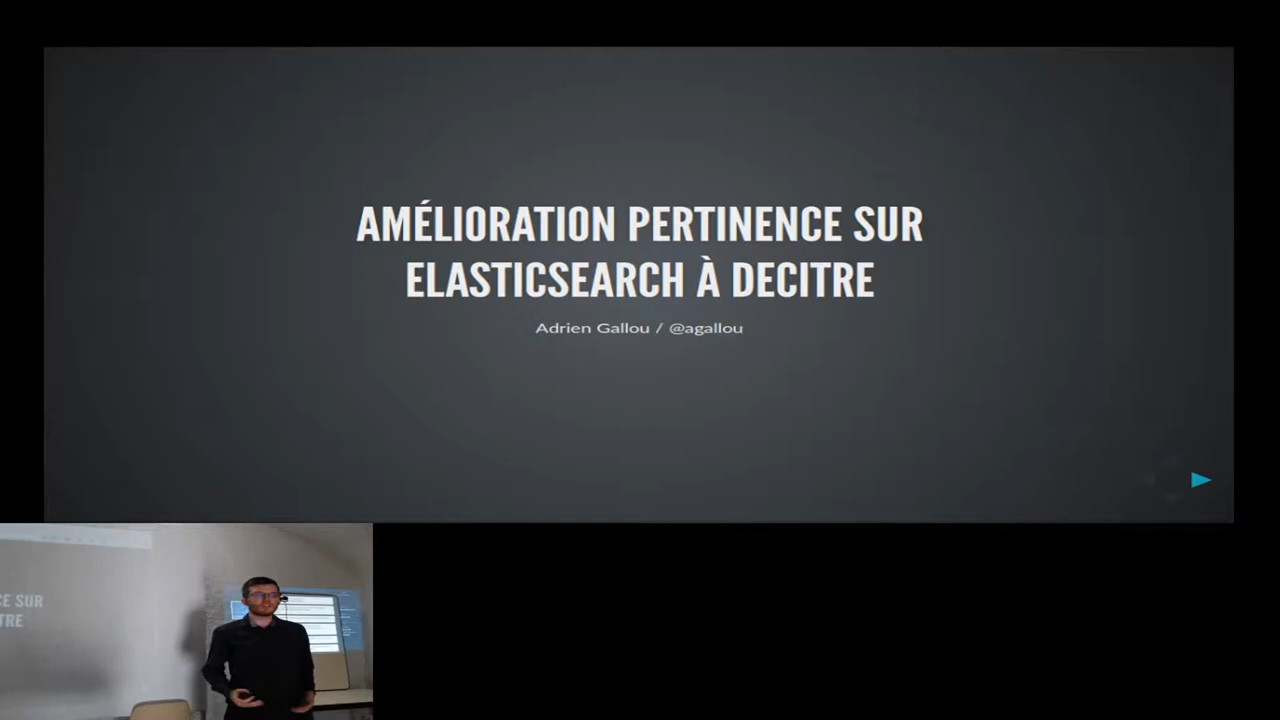 AMÉLIORATION PERTINENCE SUR
ELASTICSEARCH À DECITRE
Adrien Gallou / @agallou
CE SUR
TRE